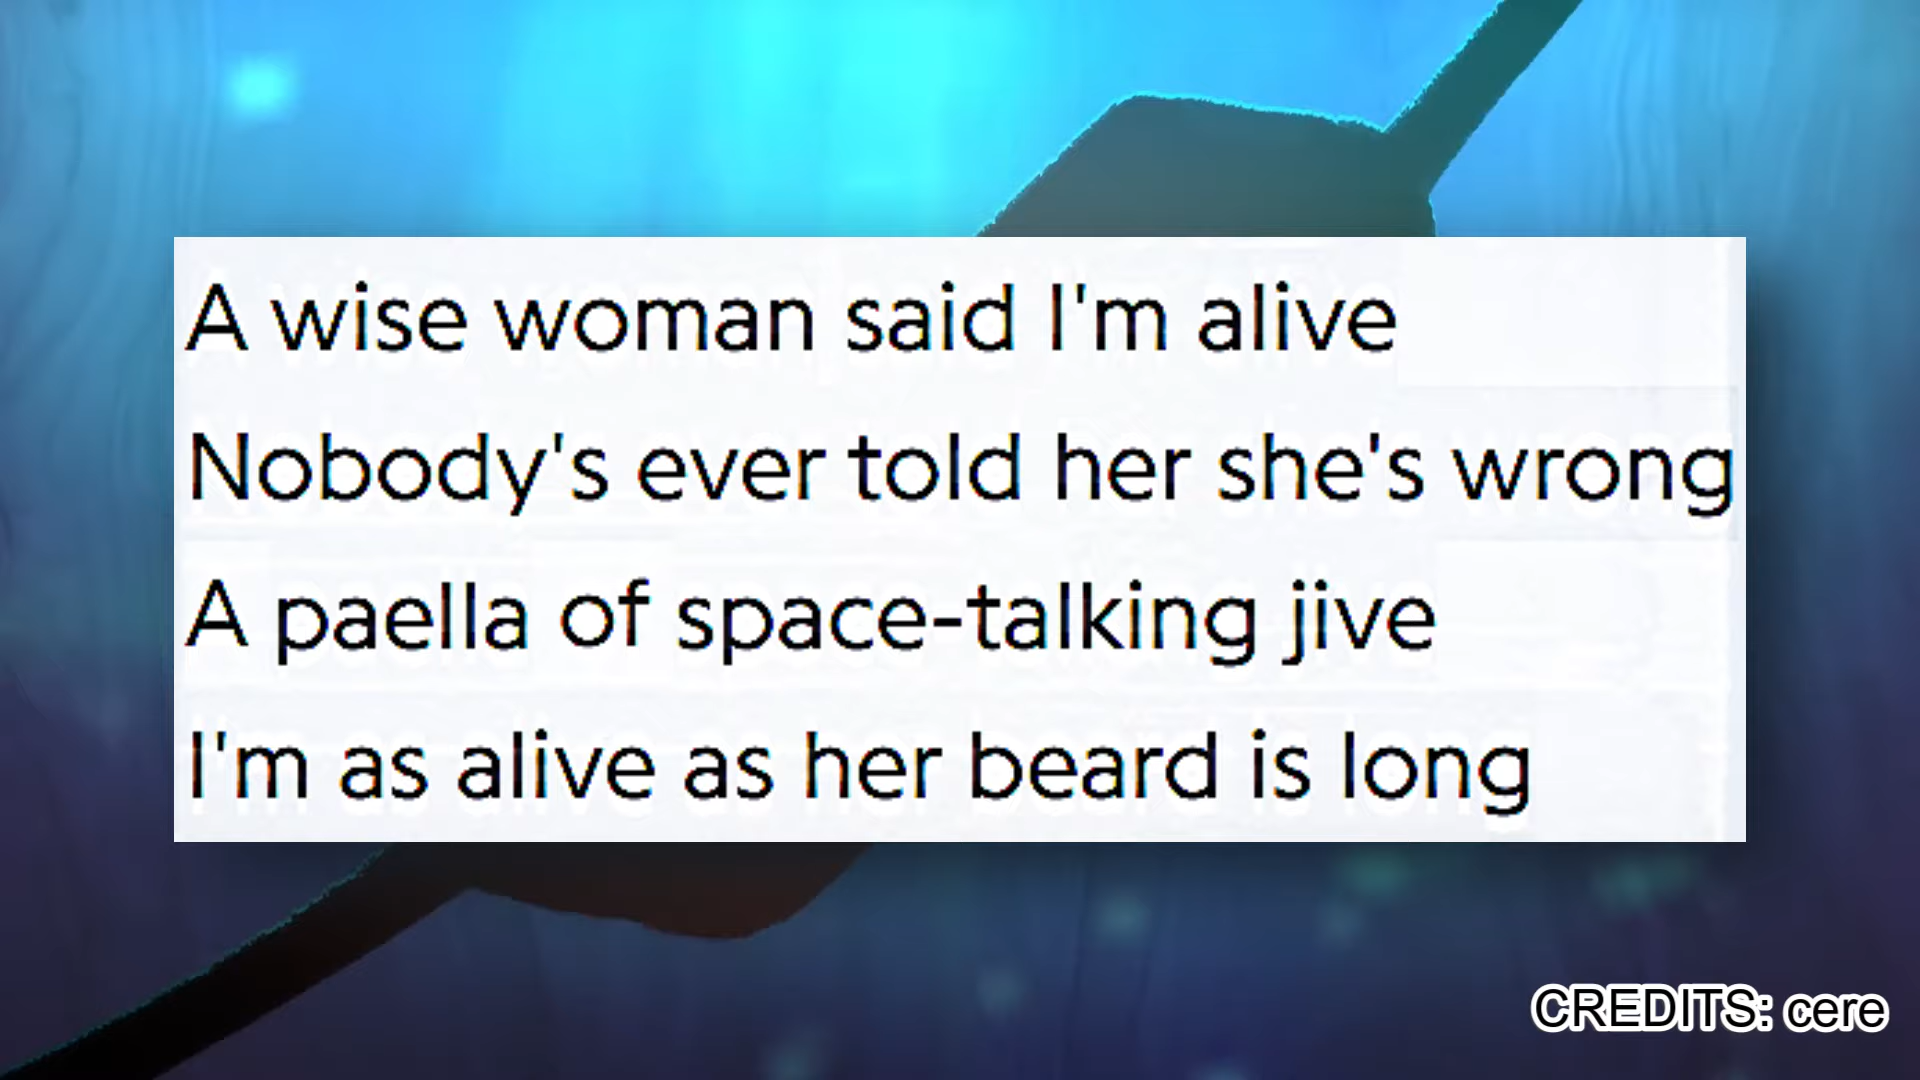 A wise woman said I'm alive
Nobody's ever told her she's wrong
A paella of space-talking jive
I'm as alive as her beard is long
CREDITS: cere